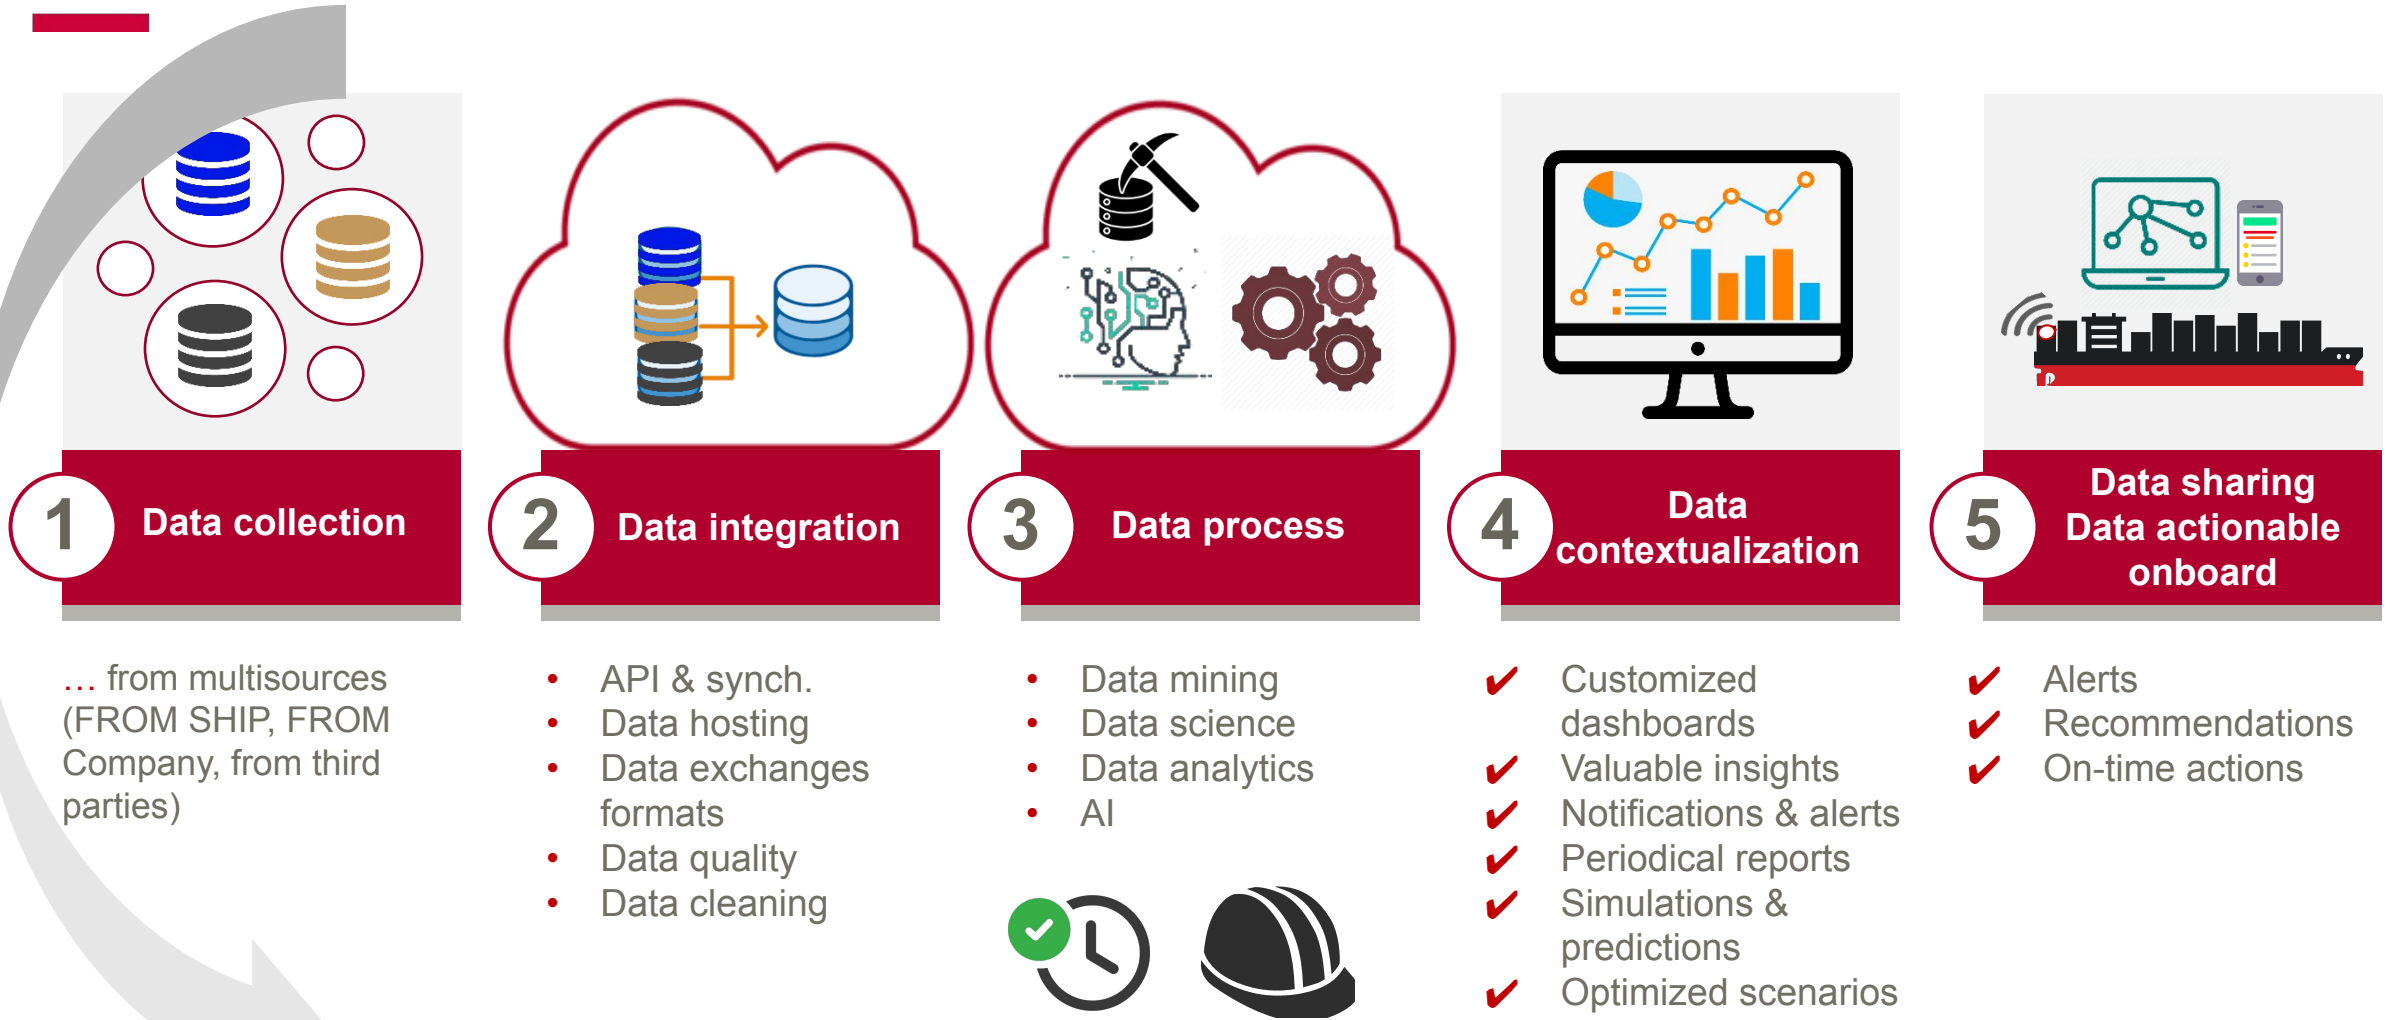 1
Data collection
… from multisources
(FROM SHIP, FROM
Company, from third
parties)
2
Data integration
• API & synch.
• Data hosting
• Data exchanges
formats
• Data quality
• Data cleaning
3
Data process
• Data mining
• Data science
• Data analytics
• AI
4
Data
contextualization
✔ Customized
dashboards
✔ Valuable insights
✔ Notifications & alerts
✔ Periodical reports
✔ Simulations &
predictions
✔ Optimized scenarios
5
Data sharing
Data actionable
onboard
✔ Alerts
✔ Recommendations
✔ On-time actions